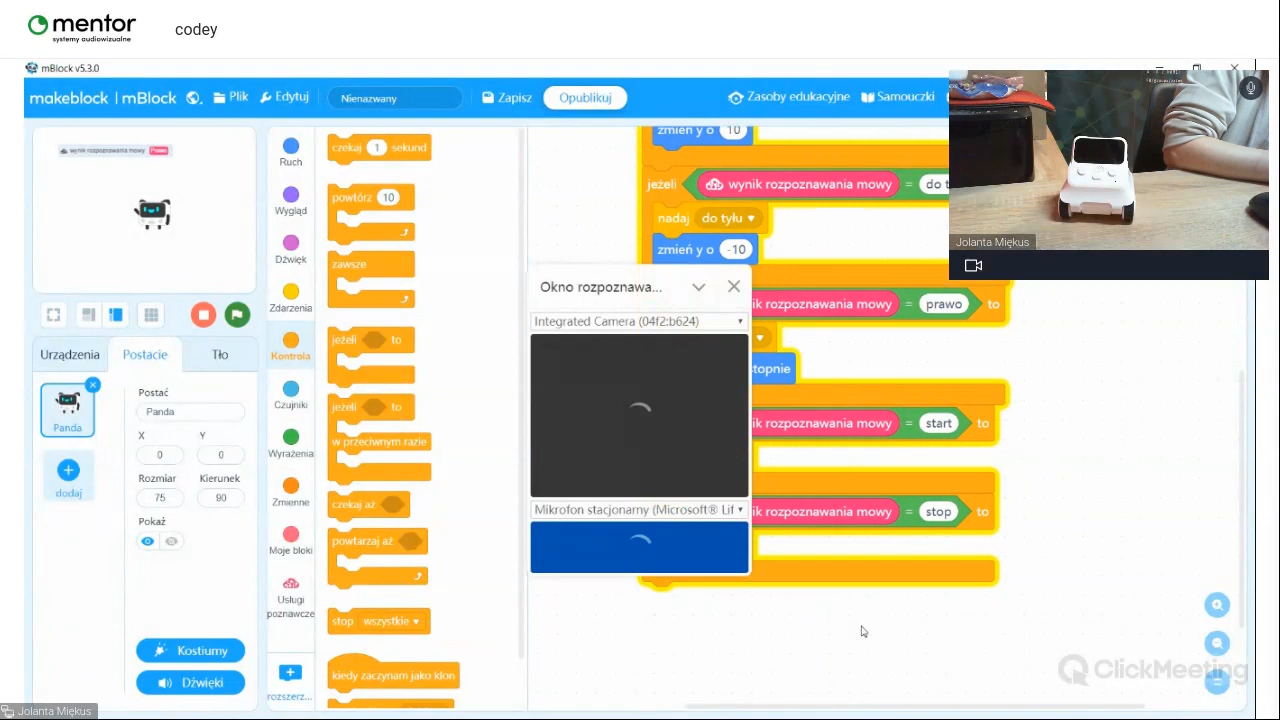 mentor
systemy audiowizualne
codey
mBlock v5.3.0
makeblock | mBlock
Plik
Edytuj
Nienazwany
Zapisz
Opublikuj
Zasoby edukacyjne
Samouczki
wynik rozpoznawania mowy
Prawo
Urządzenia
Postacie
Tło
Panda
dodaj
Postać
Panda
X
Y
0
0
Rozmiar
Kierunek
75
90
Pokaż
Kostiumy
Dźwięki
Ruch
Wygląd
Dźwięk
Zdarzenia
Kontrola
Czujniki
Wyrażenia
Zmienne
Moje bloki
Usługi
poznawcze
rozszerz...
czekaj 1 sekund
powtórz 10
zawsze
jeżeli to
jeżeli to
w przeciwnym razie
czekaj aż
powtarzaj aż
stop wszystkie
kiedy zaczynam jako klon
zmień y o 10
jeżeli wynik rozpoznawania mowy = do t
nadaj do tyłu
zmień y o -10
nik rozpoznawania mowy = prawo to
topnie
nik rozpoznawania mowy = start to
nik rozpoznawania mowy = stop to
Okno rozpoznawa...
Integrated Camera (04f2:b624)
Mikrofon stacjonarny (Microsoft® Lif
Jolanta Miękus
ClickMeeting
Jolanta Miękus